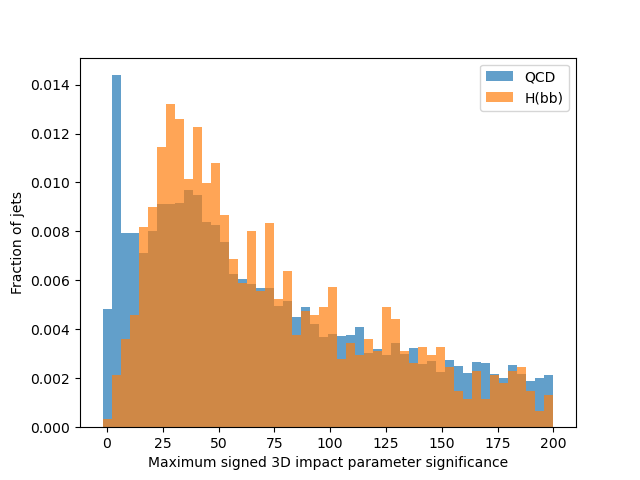 QCD
H(bb)
0.014
0.012
0.010
0.008
0.006
0.004
0.002
0.000
Fraction of jets
0 25 50 75 100 125 150 175 200
Maximum signed 3D impact parameter significance